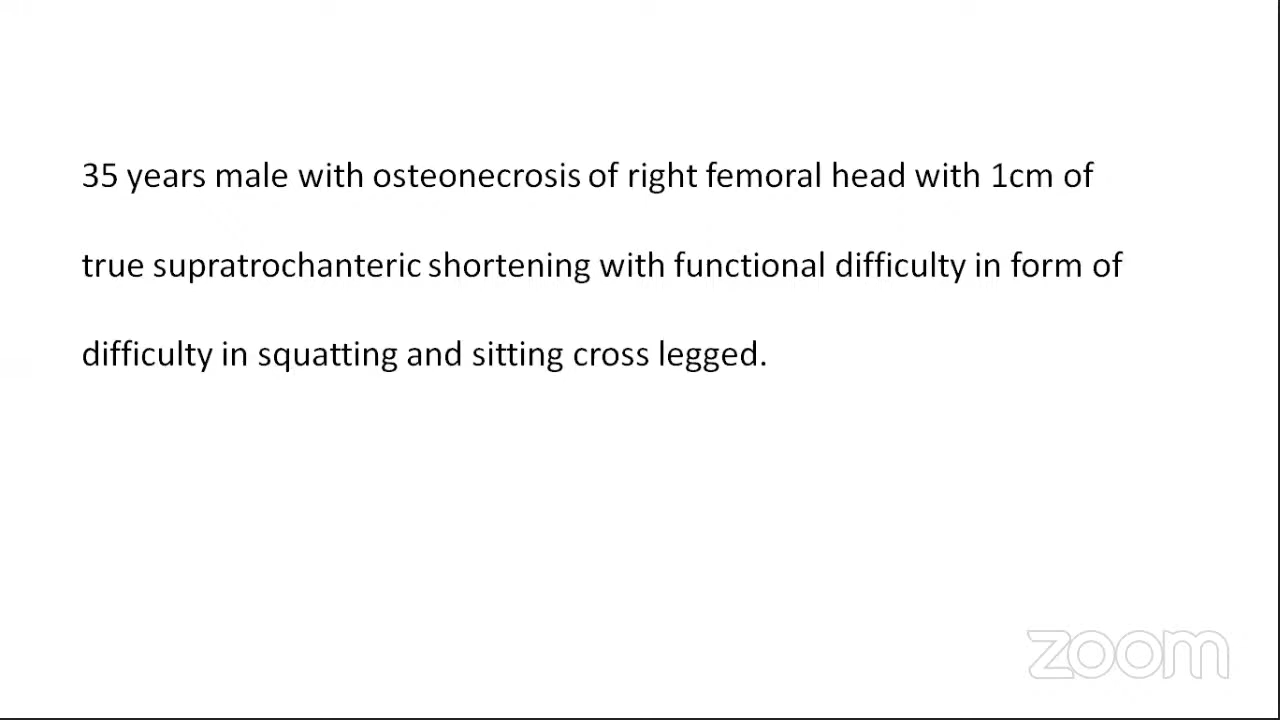 35 years male with osteonecrosis of right femoral head with 1cm of
true supratrochanteric shortening with functional difficulty in form of
difficulty in squatting and sitting cross legged.
zoom